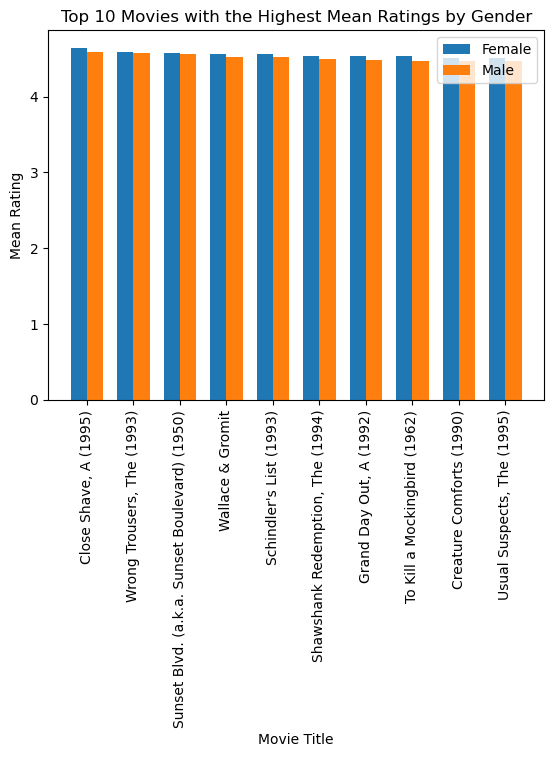 Top 10 Movies with the Highest Mean Ratings by Gender
Female
Male
Mean Rating
4
3
2
1
0
Close Shave, A (1995)
Wrong Trousers, The (1993)
Sunset Blvd. (a.k.a. Sunset Boulevard) (1950)
Wallace & Gromit
Schindler's List (1993)
Shawshank Redemption, The (1994)
Grand Day Out, A (1992)
To Kill a Mockingbird (1962)
Creature Comforts (1990)
Usual Suspects, The (1995)
Movie Title